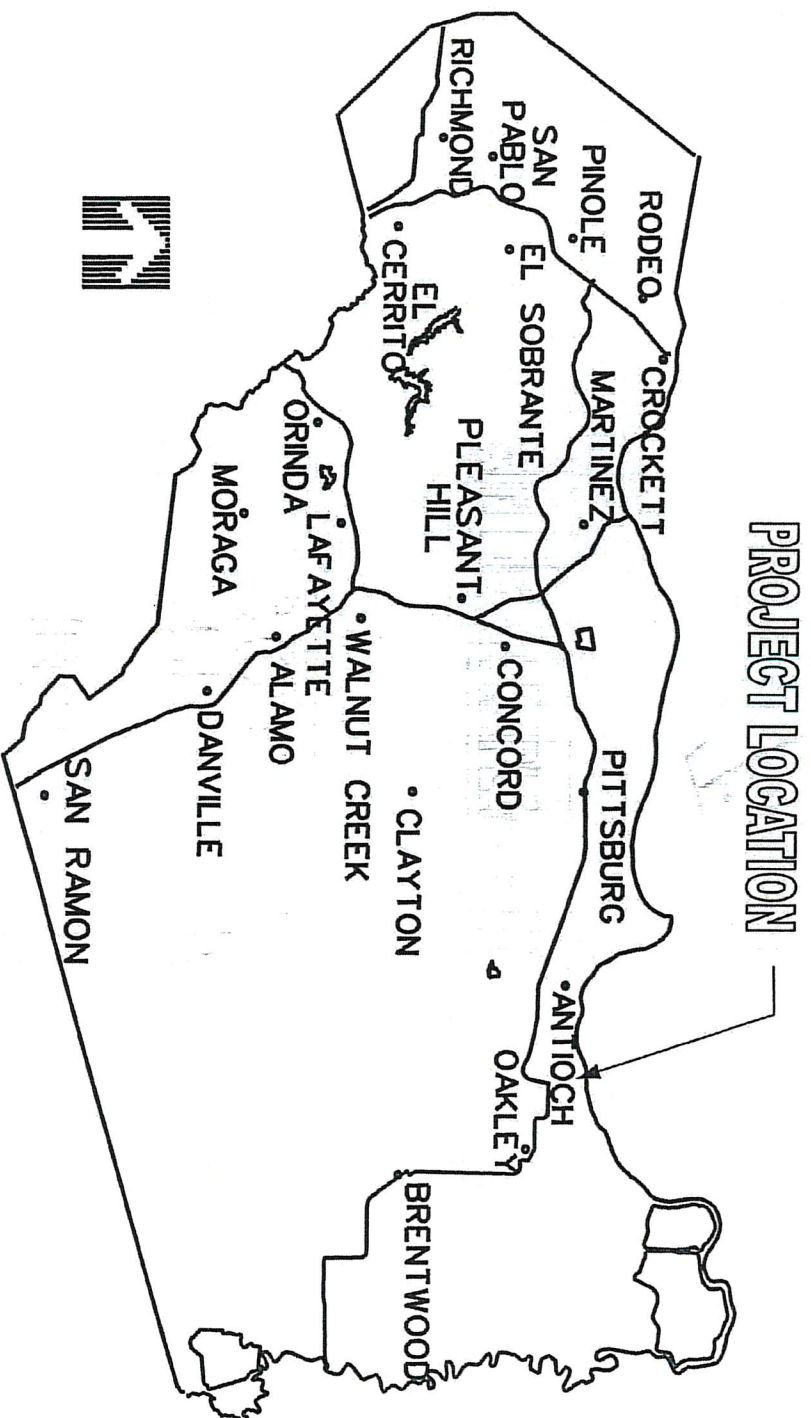 PROJECT LOCATION
RODEO
CROCKETT
PINOLE
MARTINEZ
SAN
PABLO
EL SOBRANTE
RICHMOND
PLEASANT
HILL
EL
CERRITO
CONCORD
PITTSBURG
ANTIOCH
OAKLEY
ORINDA
LAFAYETTE
WALNUT CREEK
CLAYTON
BRENTWOOD
MORAGA
ALAMO
DANVILLE
SAN RAMON